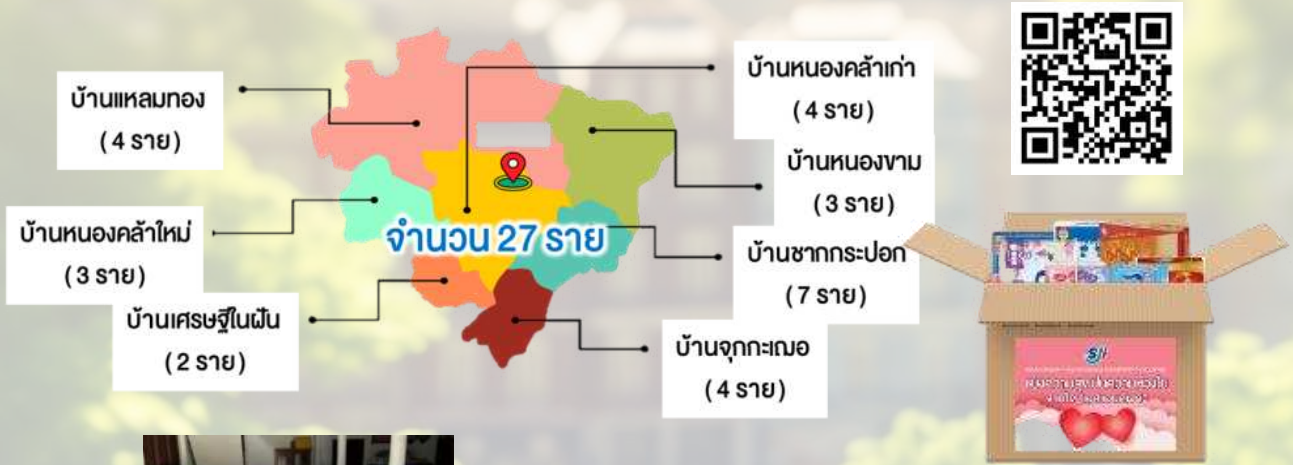 บ้านแหลมทอง
(4 ราย)
บ้านหนองคล้าเก่า
(4 ราย)
บ้านหนองขาม
(3 ราย)
บ้านหนองคล้าใหม่
(3 ราย)
จำนวน 27 ราย
บ้านชากกระปอก
(7 ราย)
บ้านเศรษฐีในฝัน
(2 ราย)
บ้านจุกกะเฌอ
(4 ราย)